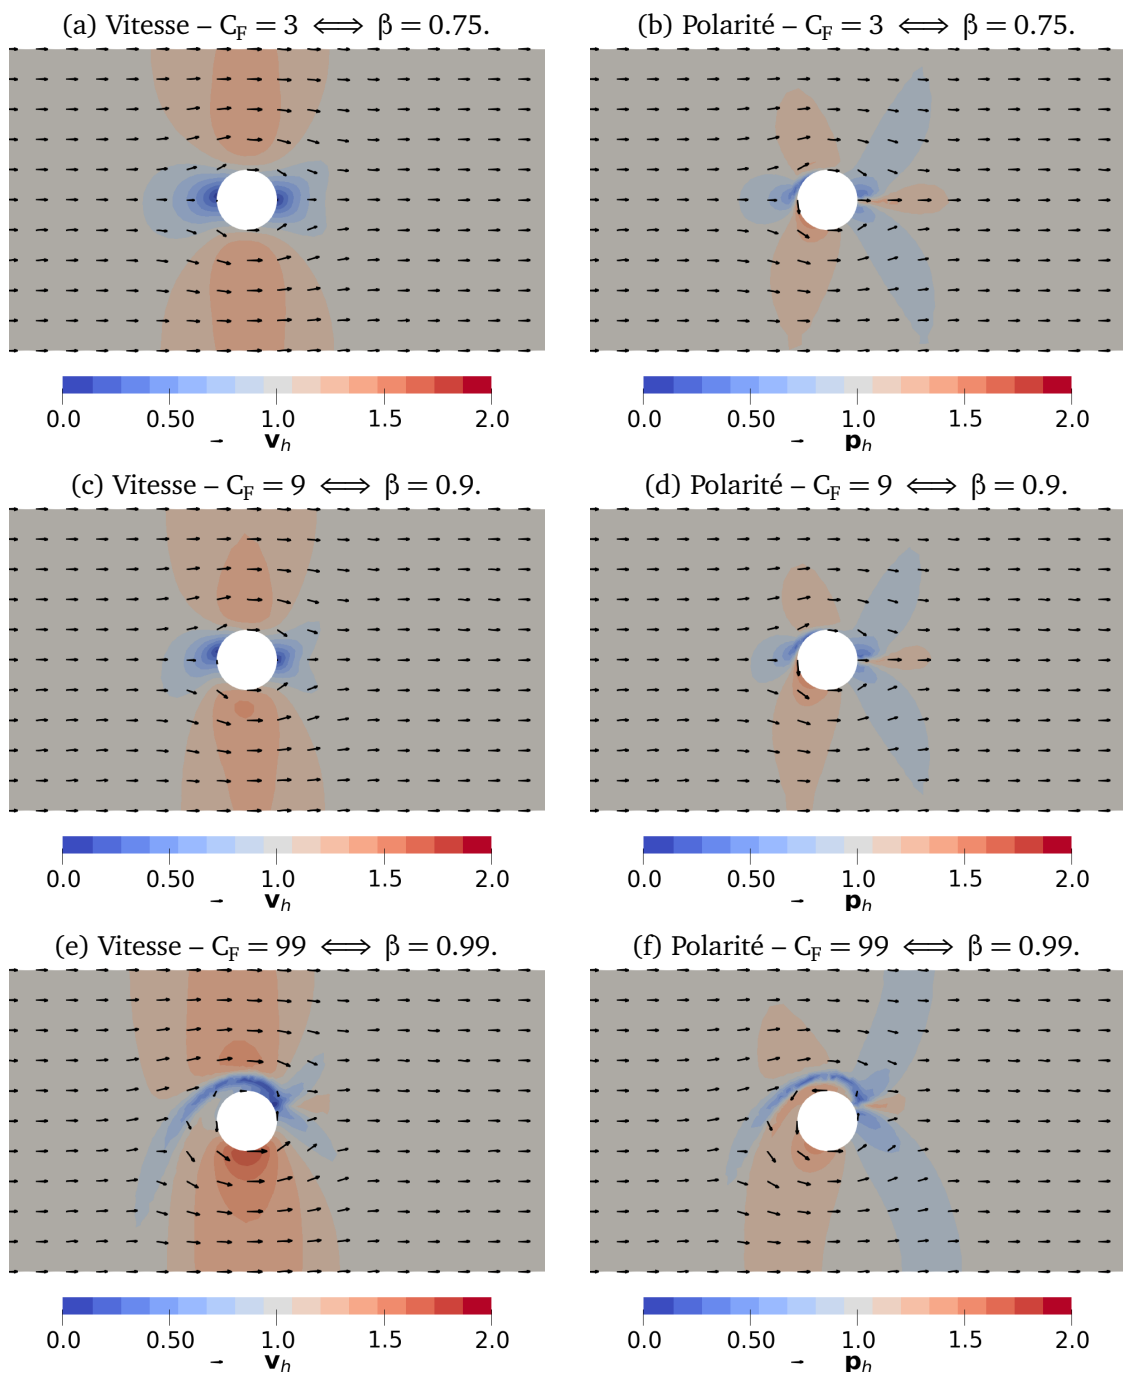 (a) Vitesse – C_F = 3 ⟺ β = 0.75.
(b) Polarité – C_F = 3 ⟺ β = 0.75.
0.0 0.50 1.0 1.5 2.0
v_h
0.0 0.50 1.0 1.5 2.0
p_h
(c) Vitesse – C_F = 9 ⟺ β = 0.9.
(d) Polarité – C_F = 9 ⟺ β = 0.9.
0.0 0.50 1.0 1.5 2.0
v_h
0.0 0.50 1.0 1.5 2.0
p_h
(e) Vitesse – C_F = 99 ⟺ β = 0.99.
(f) Polarité – C_F = 99 ⟺ β = 0.99.
0.0 0.50 1.0 1.5 2.0
v_h
0.0 0.50 1.0 1.5 2.0
p_h